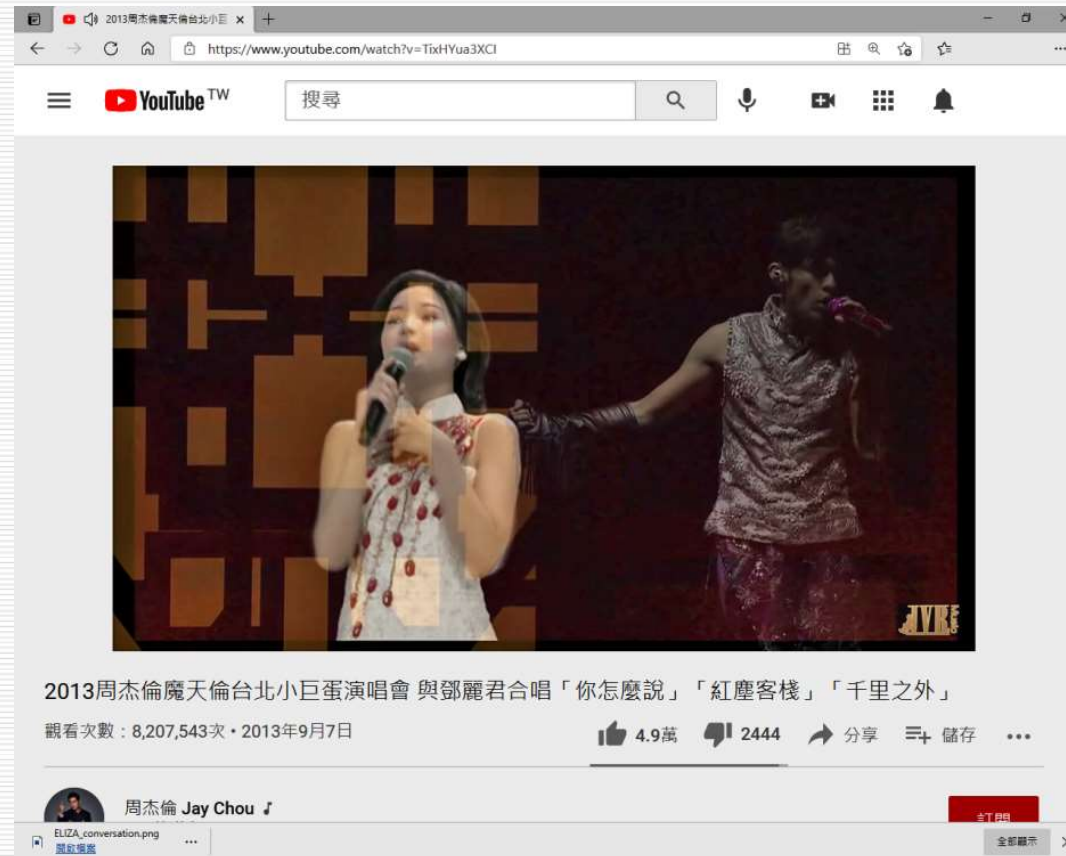 2013周杰倫魔天倫台北小巨
https://www.youtube.com/watch?v=TixHYua3XCI
YouTube TW
搜尋
JVR
2013周杰倫魔天倫台北小巨蛋演唱會 與鄧麗君合唱「你怎麼說」「紅塵客棧」「千里之外」
觀看次數：8,207,543次 • 2013年9月7日 4.9萬 2444 分享 儲存
周杰倫 Jay Chou ♪
訂閱
ELIZA_conversation.png
開啟檔案
全部顯示